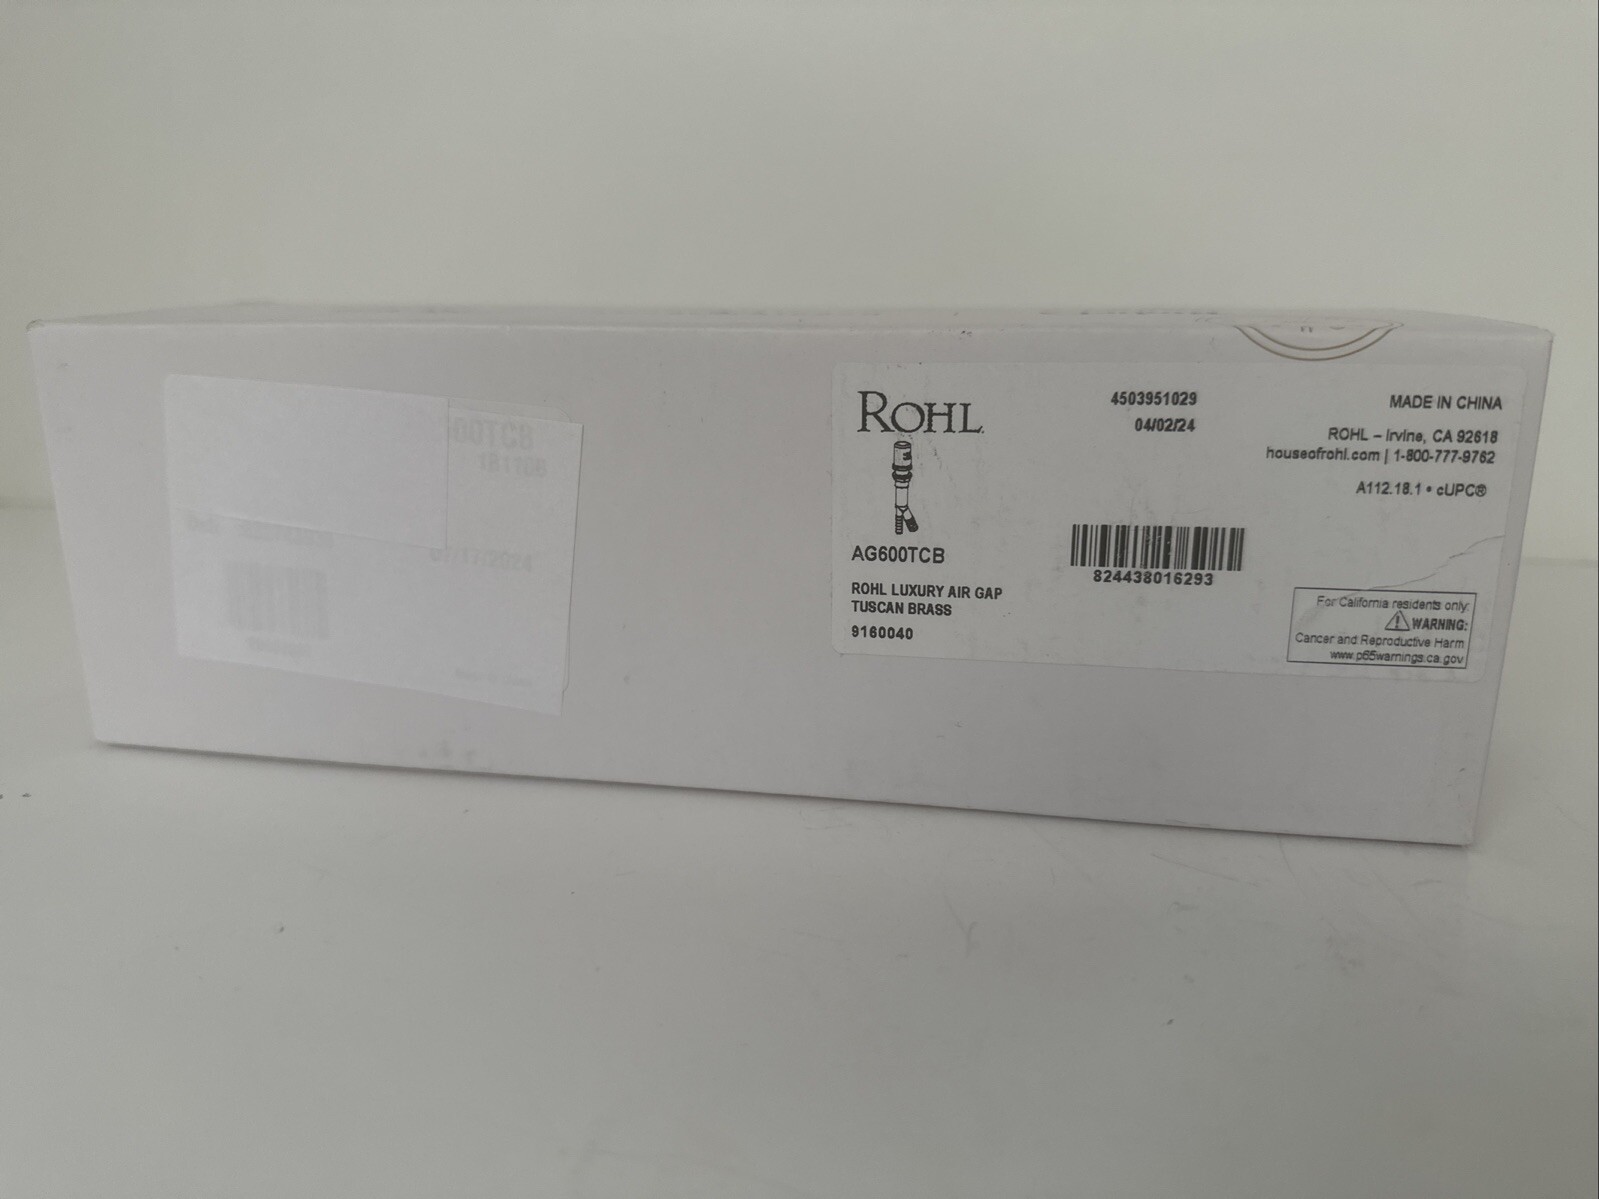 ROHL
AG600TCB
ROHL LUXURY AIR GAP
TUSCAN BRASS
9160040
4503951029
04/02/24
824438016293
MADE IN CHINA
ROHL – Irvine, CA 92618
houseofrohl.com | 1-800-777-9762
A112.18.1 • cUPC®
For California residents only:
WARNING:
Cancer and Reproductive Harm
www.p65warnings.ca.gov
00TCB